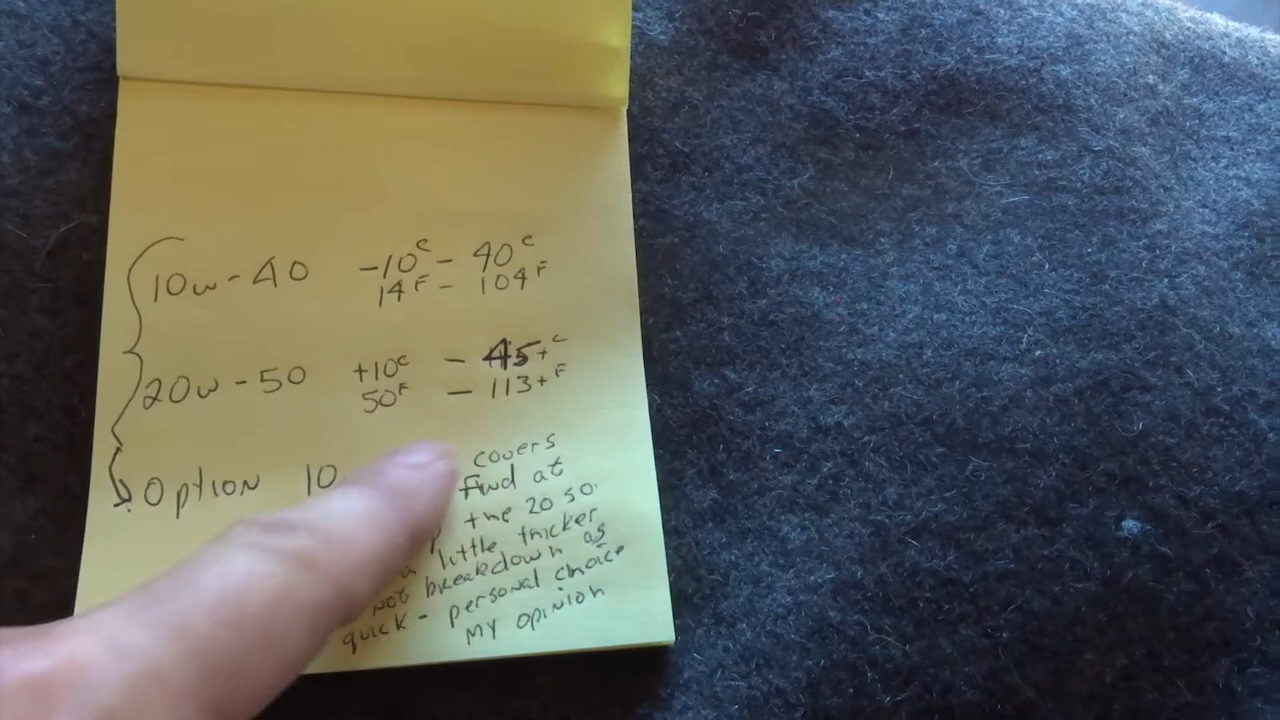 10w-40 -10c - 40c
14F - 104F
20w-50 +10c - 45+c
50F - 113+F
Option 10
covers
find at
the 20 50.
a little thicker
not breakdown as
quick - personal choice
my opinion